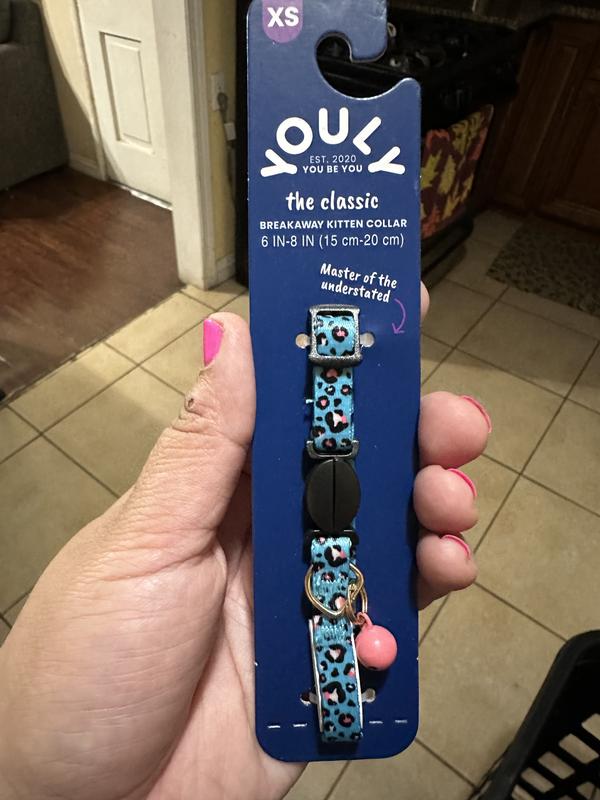 XS
YOULY
EST. 2020
YOU BE YOU
the classic
BREAKAWAY KITTEN COLLAR
6 IN-8 IN (15 cm-20 cm)
Master of the
understated